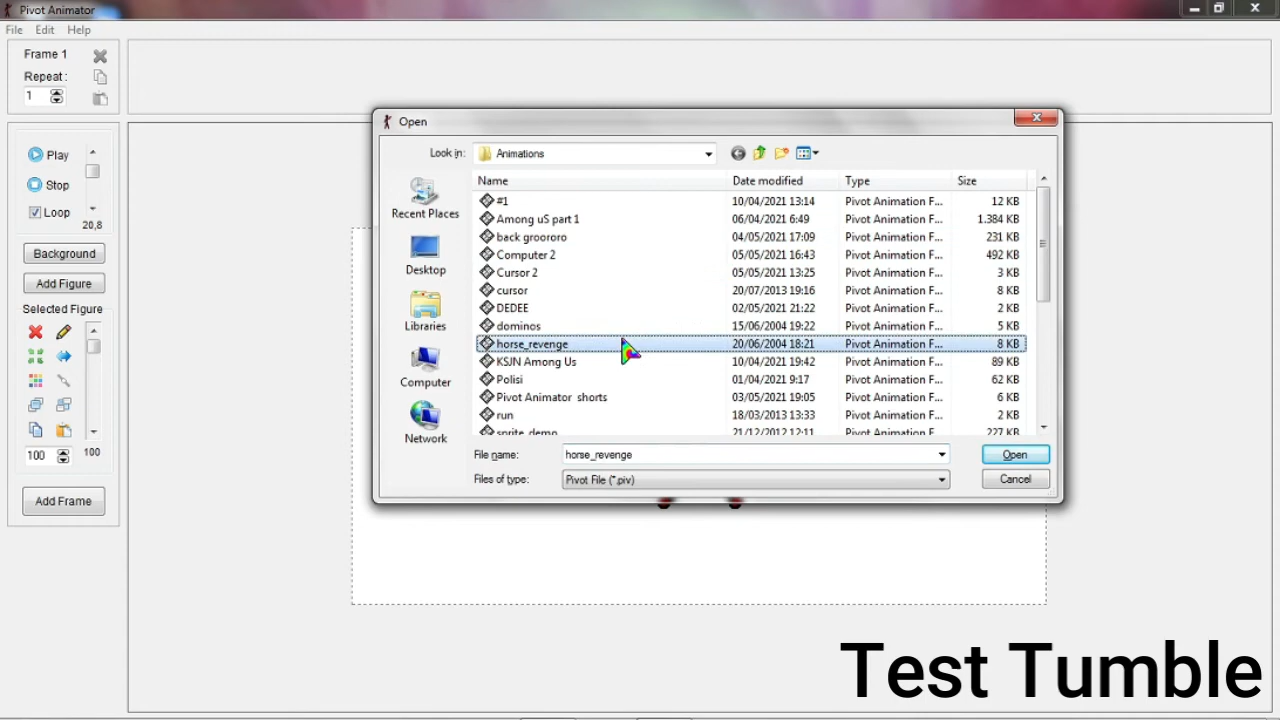 Pivot Animator
File Edit Help
Frame 1
Repeat:
1
Play
Stop
Loop
20,8
Background
Add Figure
Selected Figure
100 100
Add Frame
Open
Look in: Animations
Recent Places
Desktop
Libraries
Computer
Network
Name Date modified Type Size
#1 10/04/2021 13:14 Pivot Animation F... 12 KB
Among uS part 1 06/04/2021 6:49 Pivot Animation F... 1.384 KB
back groororo 04/05/2021 17:09 Pivot Animation F... 231 KB
Computer 2 05/05/2021 16:43 Pivot Animation F... 492 KB
Cursor 2 05/05/2021 13:25 Pivot Animation F... 3 KB
cursor 20/07/2013 19:16 Pivot Animation F... 8 KB
DEDEE 02/05/2021 21:22 Pivot Animation F... 2 KB
dominos 15/06/2004 19:22 Pivot Animation F... 5 KB
horse_revenge 20/06/2004 18:21 Pivot Animation F... 8 KB
KSJN Among Us 10/04/2021 19:42 Pivot Animation F... 89 KB
Polisi 01/04/2021 9:17 Pivot Animation F... 62 KB
Pivot Animator shorts 03/05/2021 19:05 Pivot Animation F... 6 KB
run 18/03/2013 13:33 Pivot Animation F... 2 KB
sprite_demo 21/12/2012 12:11 Pivot Animation F... 227 KB
File name: horse_revenge Open
Files of type: Pivot File (*.piv) Cancel
Test Tumble